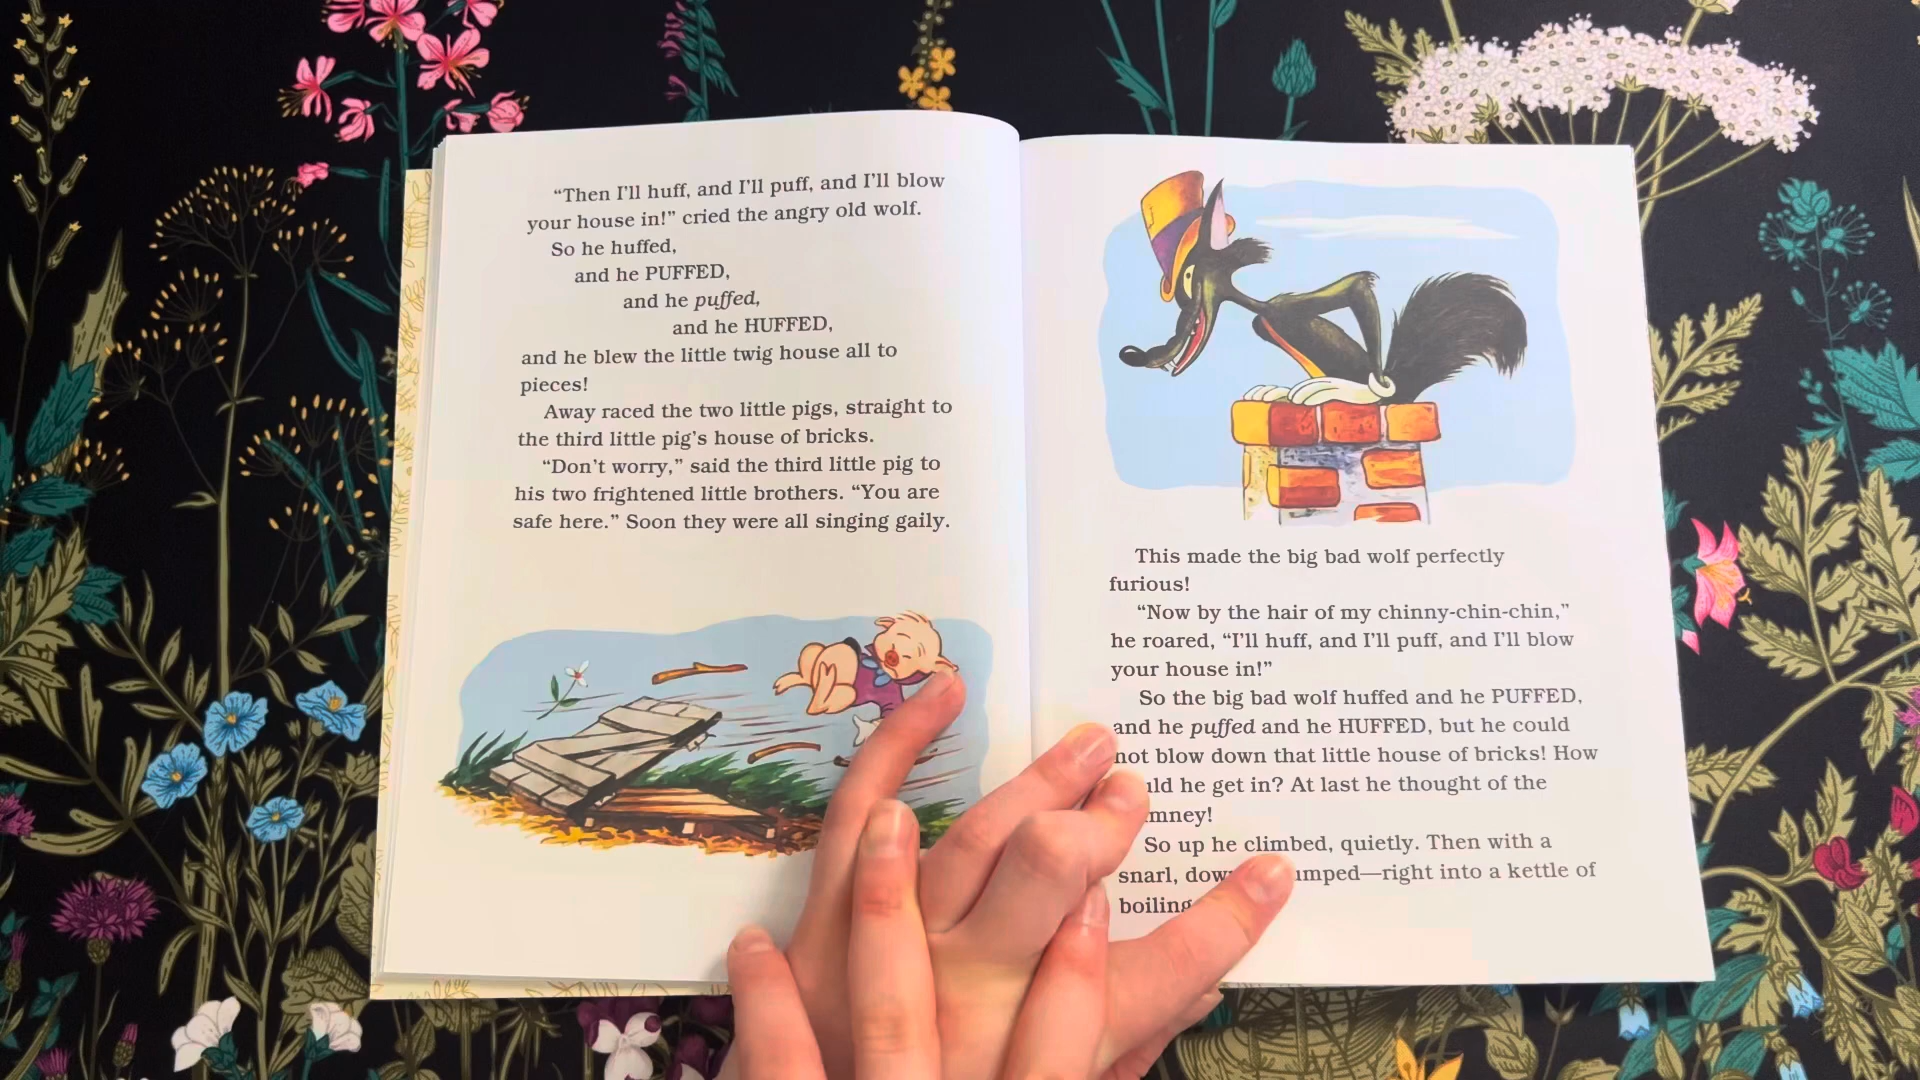 “Then I’ll huff, and I’ll puff, and I’ll blow
your house in!” cried the angry old wolf.
So he huffed,
and he PUFFED,
and he puffed,
and he HUFFED,
and he blew the little twig house all to
pieces!
Away raced the two little pigs, straight to
the third little pig’s house of bricks.
“Don’t worry,” said the third little pig to
his two frightened little brothers. “You are
safe here.” Soon they were all singing gaily.
This made the big bad wolf perfectly
furious!
“Now by the hair of my chinny-chin-chin,”
he roared, “I’ll huff, and I’ll puff, and I’ll blow
your house in!”
So the big bad wolf huffed and he PUFFED,
and he puffed and he HUFFED, but he could
not blow down that little house of bricks! How
he get in? At last he thought of the
So up he climbed, quietly. Then with a
snarl, right into a kettle of
boiling